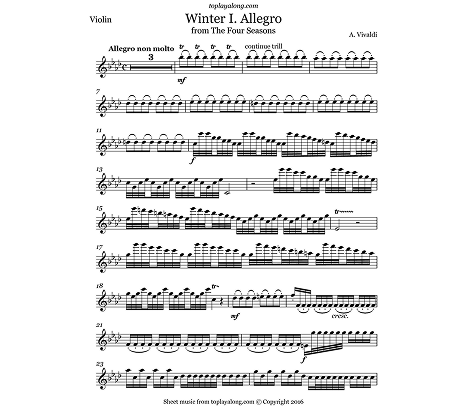 toplayalong.com
Violin
Winter I. Allegro
from The Four Seasons
A. Vivaldi
Allegro non molto
3
tr tr tr continue trill
mf
7
11
f
13
15
tr
17
18
mf
cresc.
21
f
23
Sheet music from toplayalong.com © Copyright 2016